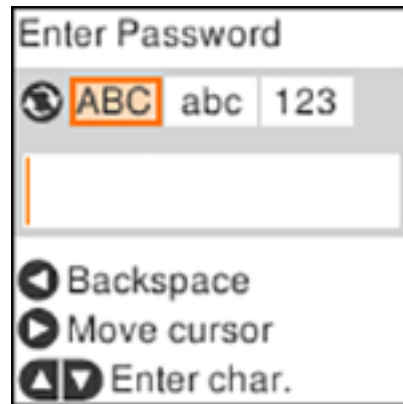 Enter Password
ABC abc 123
Backspace
Move cursor
Enter char.